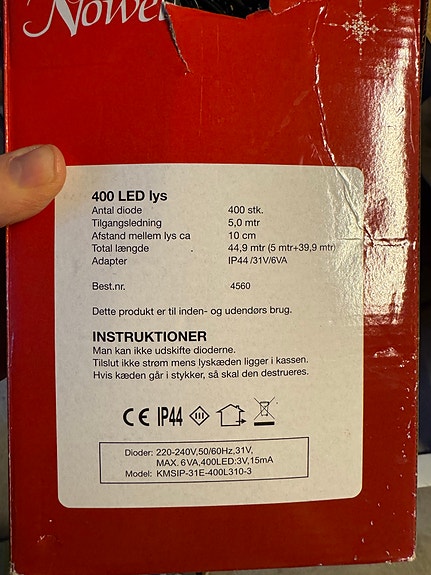 400 LED lys
Antal diode 400 stk.
Tilgangsledning 5,0 mtr
Afstand mellem lys ca 10 cm
Total længde 44,9 mtr (5 mtr+39,9 mtr)
Adapter IP44 /31V/6VA
Best.nr. 4560
Dette produkt er til inden- og udendørs brug.
INSTRUKTIONER
Man kan ikke udskifte dioderne.
Tilslut ikke strøm mens lyskæden ligger i kassen.
Hvis kæden går i stykker, så skal den destrueres.
CE IP44 III
Dioder: 220-240V,50/60Hz,31V,
MAX. 6VA,400LED:3V,15mA
Model: KMSIP-31E-400L310-3